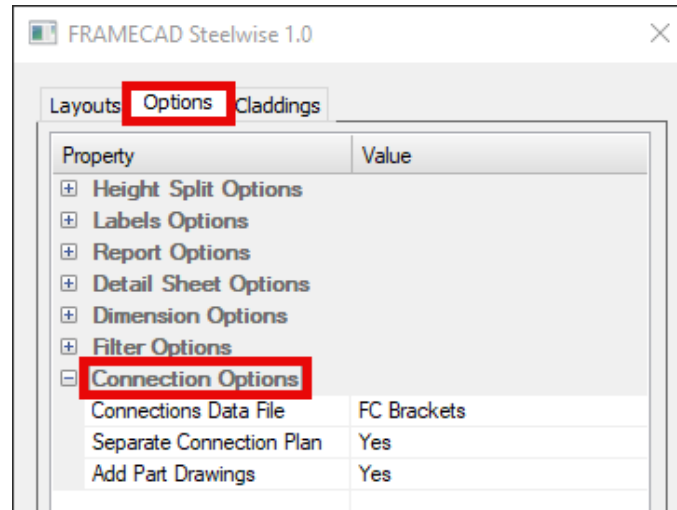 FRAMECAD Steelwise 1.0
Layouts Options Claddings
Property Value
Height Split Options
Labels Options
Report Options
Detail Sheet Options
Dimension Options
Filter Options
Connection Options
Connections Data File FC Brackets
Separate Connection Plan Yes
Add Part Drawings Yes